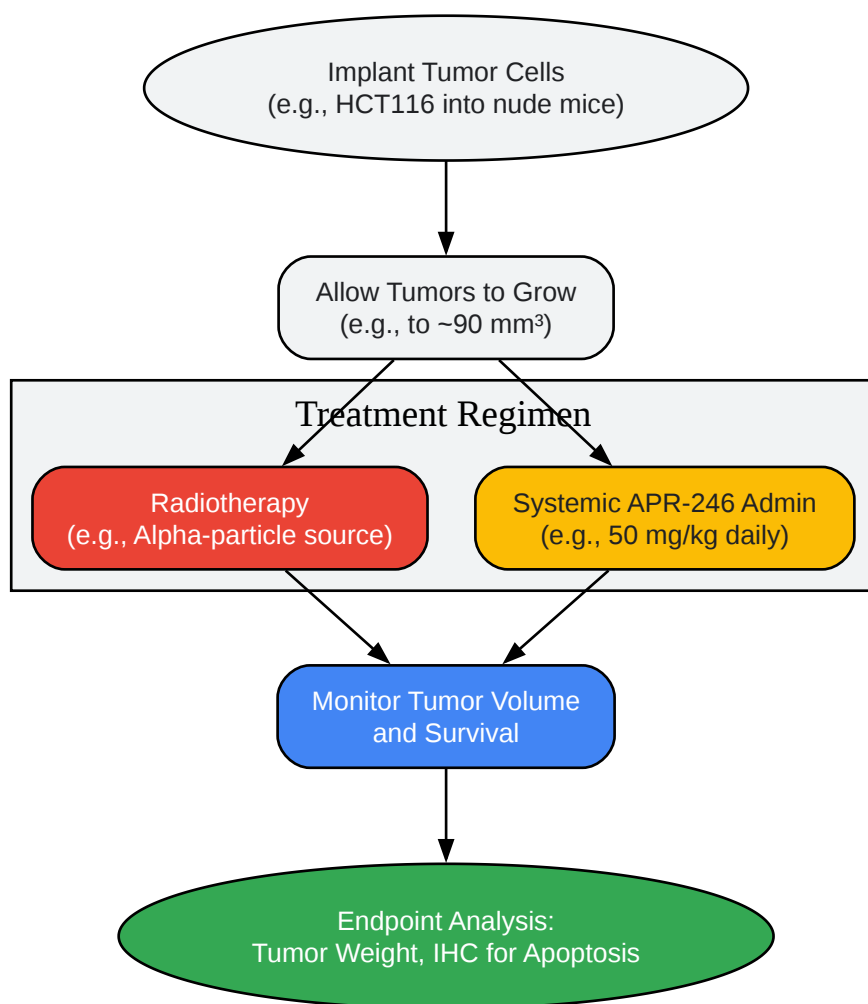 Implant Tumor Cells
(e.g., HCT116 into nude mice)
Allow Tumors to Grow
(e.g., to ~90 mm³)
Treatment Regimen
Radiotherapy
(e.g., Alpha-particle source)
Systemic APR-246 Admin
(e.g., 50 mg/kg daily)
Monitor Tumor Volume
and Survival
Endpoint Analysis:
Tumor Weight, IHC for Apoptosis